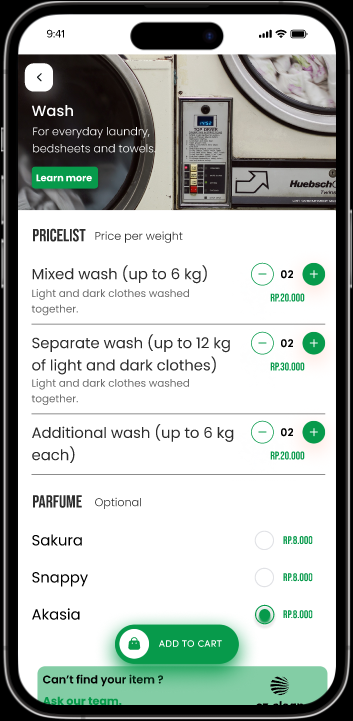 9:41
Wash
For everyday laundry,
bedsheets and towels.
Learn more
TOP DRYER
Huebsch
PRICELIST Price per weight
Mixed wash (up to 6 kg) 02
Light and dark clothes washed RP.20.000
together.
Separate wash (up to 12 kg 02
of light and dark clothes) RP.30.000
Light and dark clothes washed
together.
Additional wash (up to 6 kg 02
each) RP.20.000
PARFUME Optional
Sakura RP.8.000
Snappy RP.8.000
Akasia RP.8.000
ADD TO CART
Can't find your item ?
Ask our team.